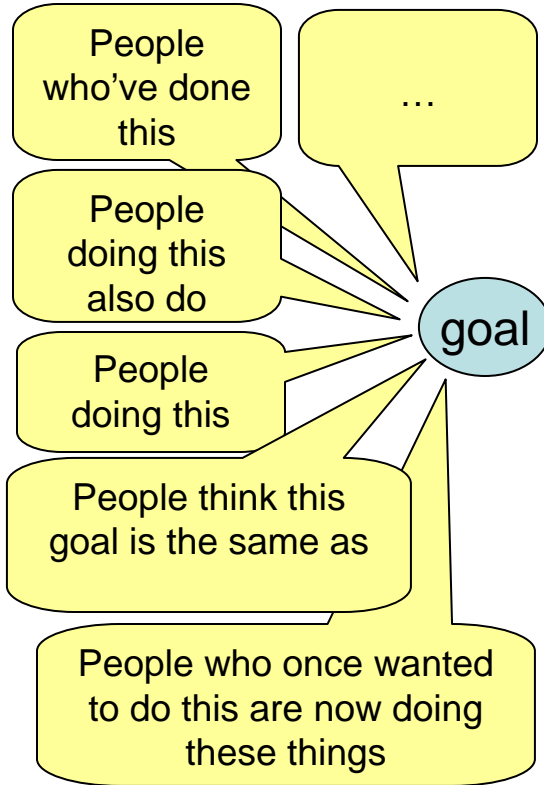 People
who've done
this
…
People
doing this
also do
goal
People
doing this
People think this
goal is the same as
People who once wanted
to do this are now doing
these things